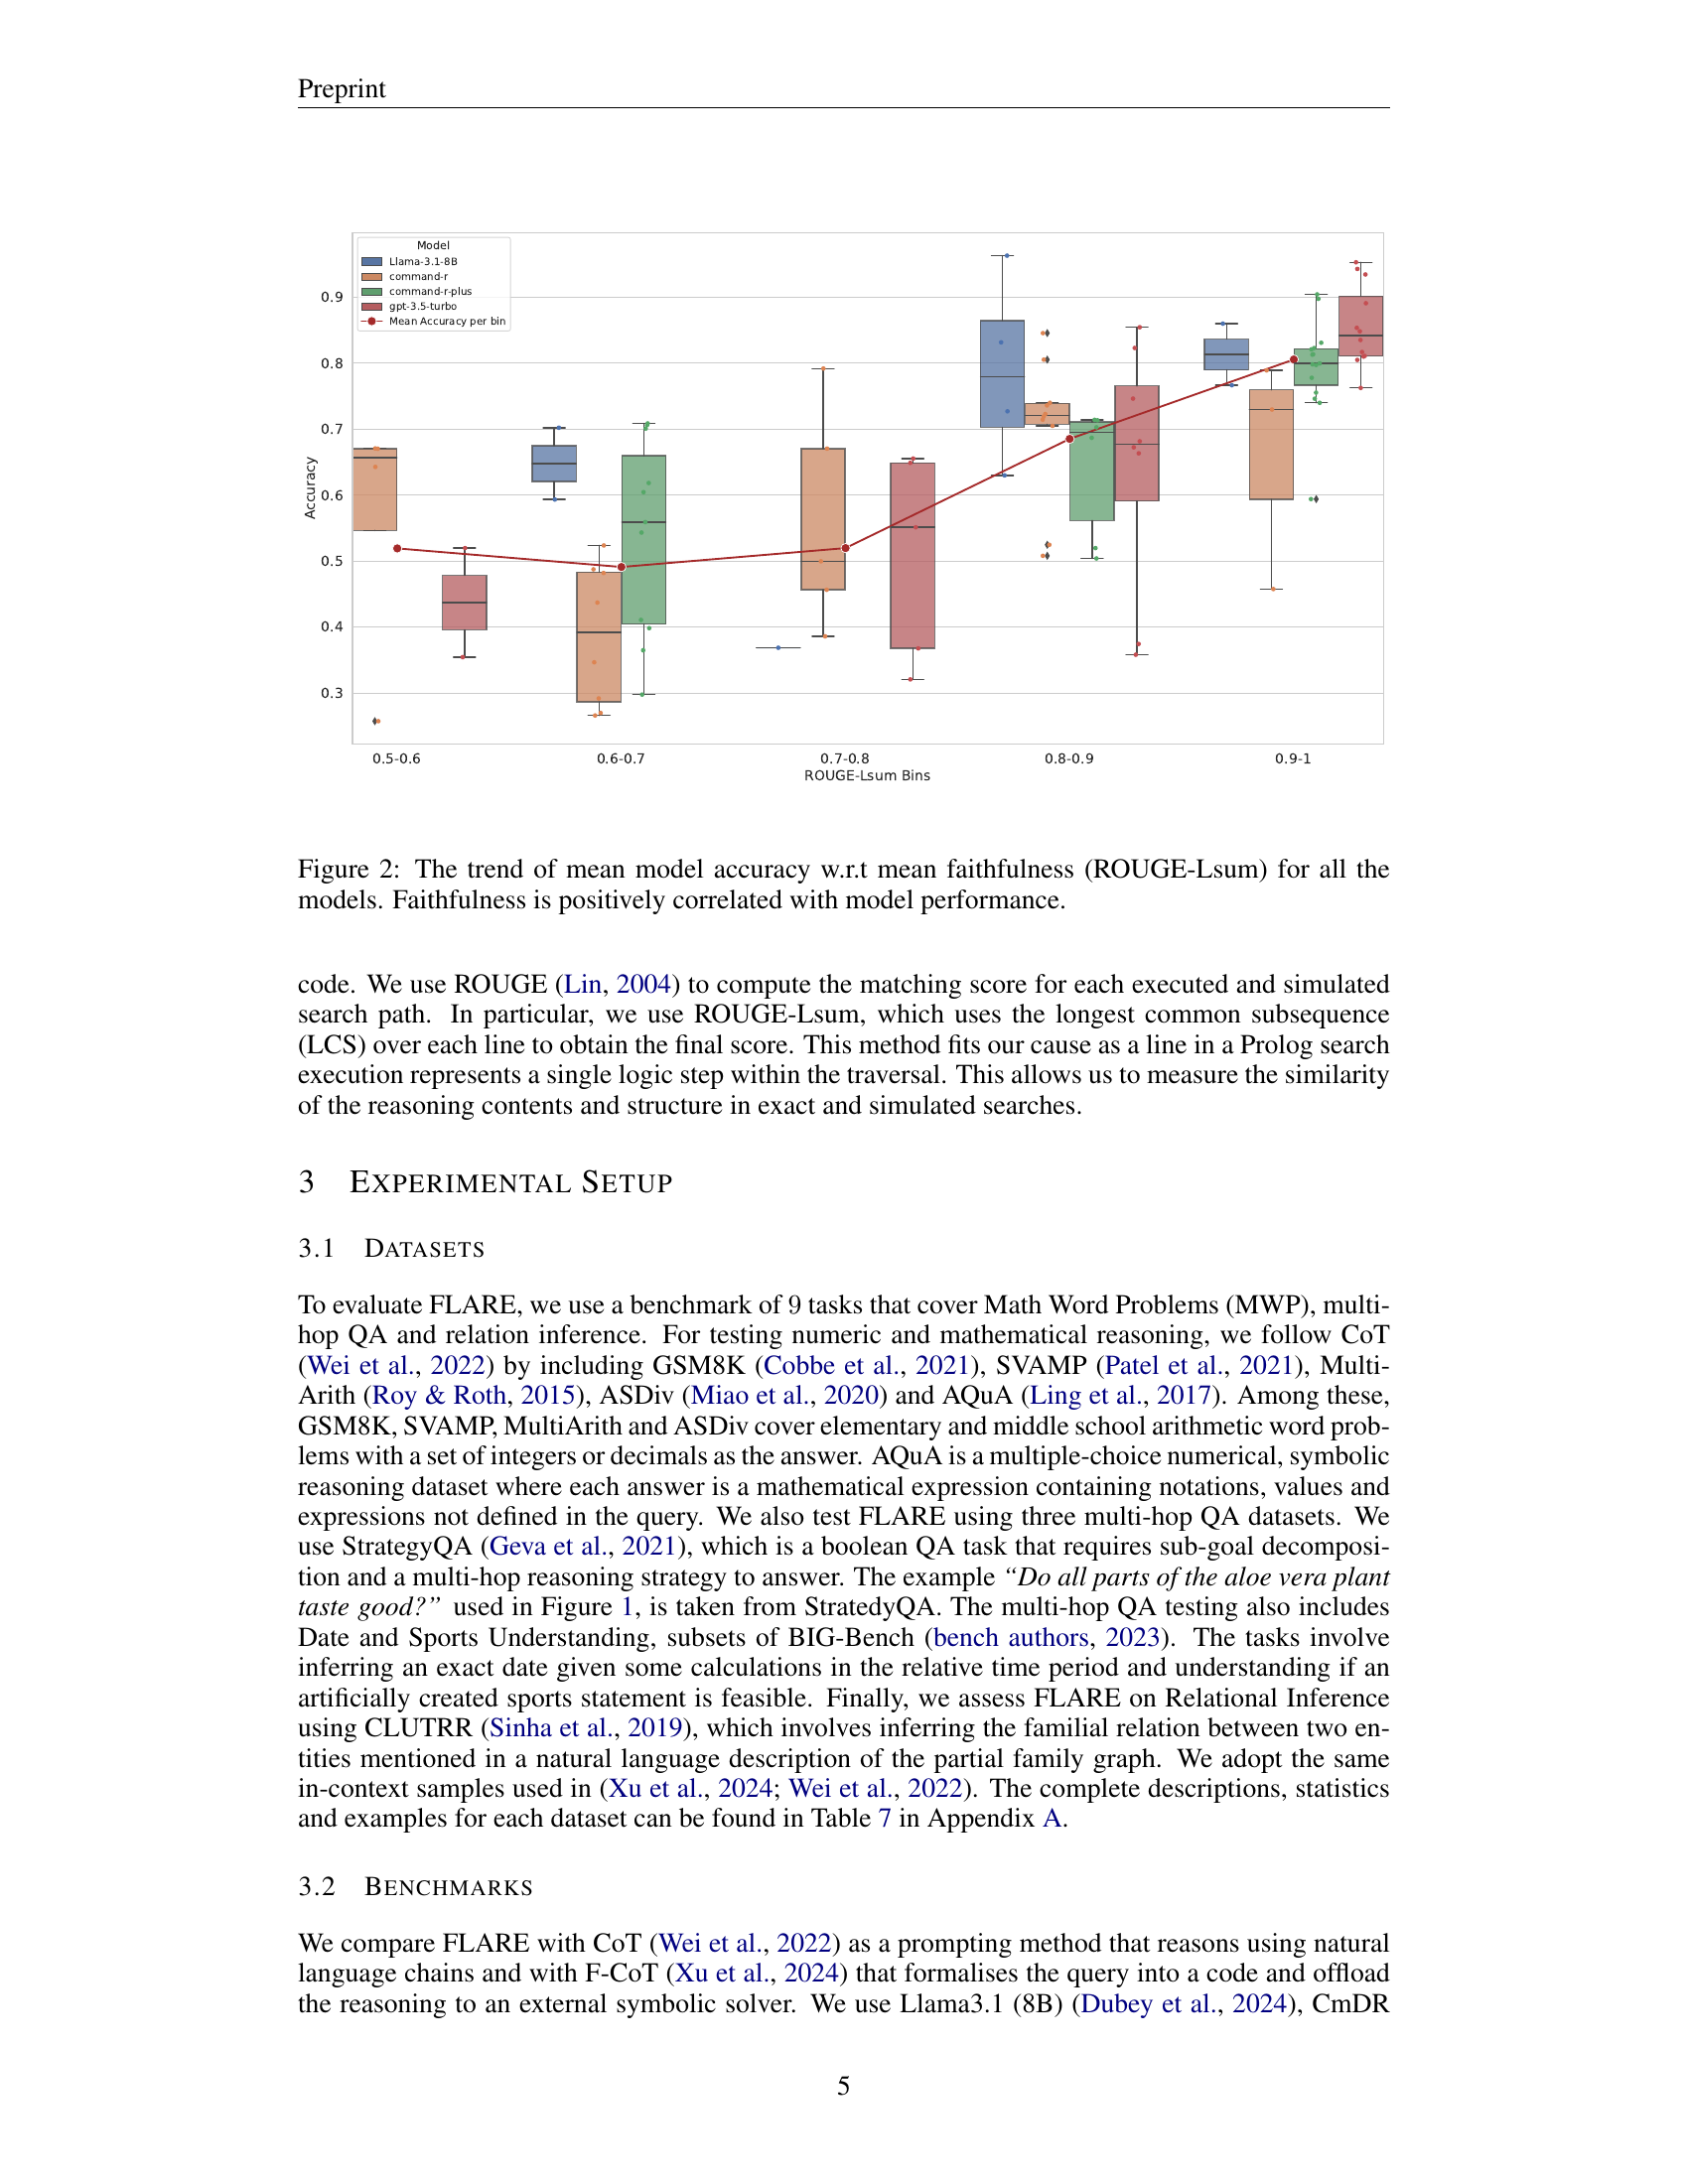 Preprint
Model
Llama-3.1-8B
command-r
command-r-plus
gpt-3.5-turbo
Mean Accuracy per bin
0.9
0.8
0.7
0.6
0.5
0.4
0.3
Accuracy
0.5-0.6 0.6-0.7 0.7-0.8 0.8-0.9 0.9-1
ROUGE-Lsum Bins
Figure 2: The trend of mean model accuracy w.r.t mean faithfulness (ROUGE-Lsum) for all the
models. Faithfulness is positively correlated with model performance.
code. We use ROUGE (Lin, 2004) to compute the matching score for each executed and simulated
search path. In particular, we use ROUGE-Lsum, which uses the longest common subsequence
(LCS) over each line to obtain the final score. This method fits our cause as a line in a Prolog search
execution represents a single logic step within the traversal. This allows us to measure the similarity
of the reasoning contents and structure in exact and simulated searches.
3 EXPERIMENTAL SETUP
3.1 DATASETS
To evaluate FLARE, we use a benchmark of 9 tasks that cover Math Word Problems (MWP), multi-
hop QA and relation inference. For testing numeric and mathematical reasoning, we follow CoT
(Wei et al., 2022) by including GSM8K (Cobbe et al., 2021), SVAMP (Patel et al., 2021), Multi-
Arith (Roy & Roth, 2015), ASDiv (Miao et al., 2020) and AQuA (Ling et al., 2017). Among these,
GSM8K, SVAMP, MultiArith and ASDiv cover elementary and middle school arithmetic word prob-
lems with a set of integers or decimals as the answer. AQuA is a multiple-choice numerical, symbolic
reasoning dataset where each answer is a mathematical expression containing notations, values and
expressions not defined in the query. We also test FLARE using three multi-hop QA datasets. We
use StrategyQA (Geva et al., 2021), which is a boolean QA task that requires sub-goal decomposi-
tion and a multi-hop reasoning strategy to answer. The example “Do all parts of the aloe vera plant
taste good?” used in Figure 1, is taken from StratedyQA. The multi-hop QA testing also includes
Date and Sports Understanding, subsets of BIG-Bench (bench authors, 2023). The tasks involve
inferring an exact date given some calculations in the relative time period and understanding if an
artificially created sports statement is feasible. Finally, we assess FLARE on Relational Inference
using CLUTRR (Sinha et al., 2019), which involves inferring the familial relation between two en-
tities mentioned in a natural language description of the partial family graph. We adopt the same
in-context samples used in (Xu et al., 2024; Wei et al., 2022). The complete descriptions, statistics
and examples for each dataset can be found in Table 7 in Appendix A.
3.2 BENCHMARKS
We compare FLARE with CoT (Wei et al., 2022) as a prompting method that reasons using natural
language chains and with F-CoT (Xu et al., 2024) that formalises the query into a code and offload
the reasoning to an external symbolic solver. We use Llama3.1 (8B) (Dubey et al., 2024), CmDR
5